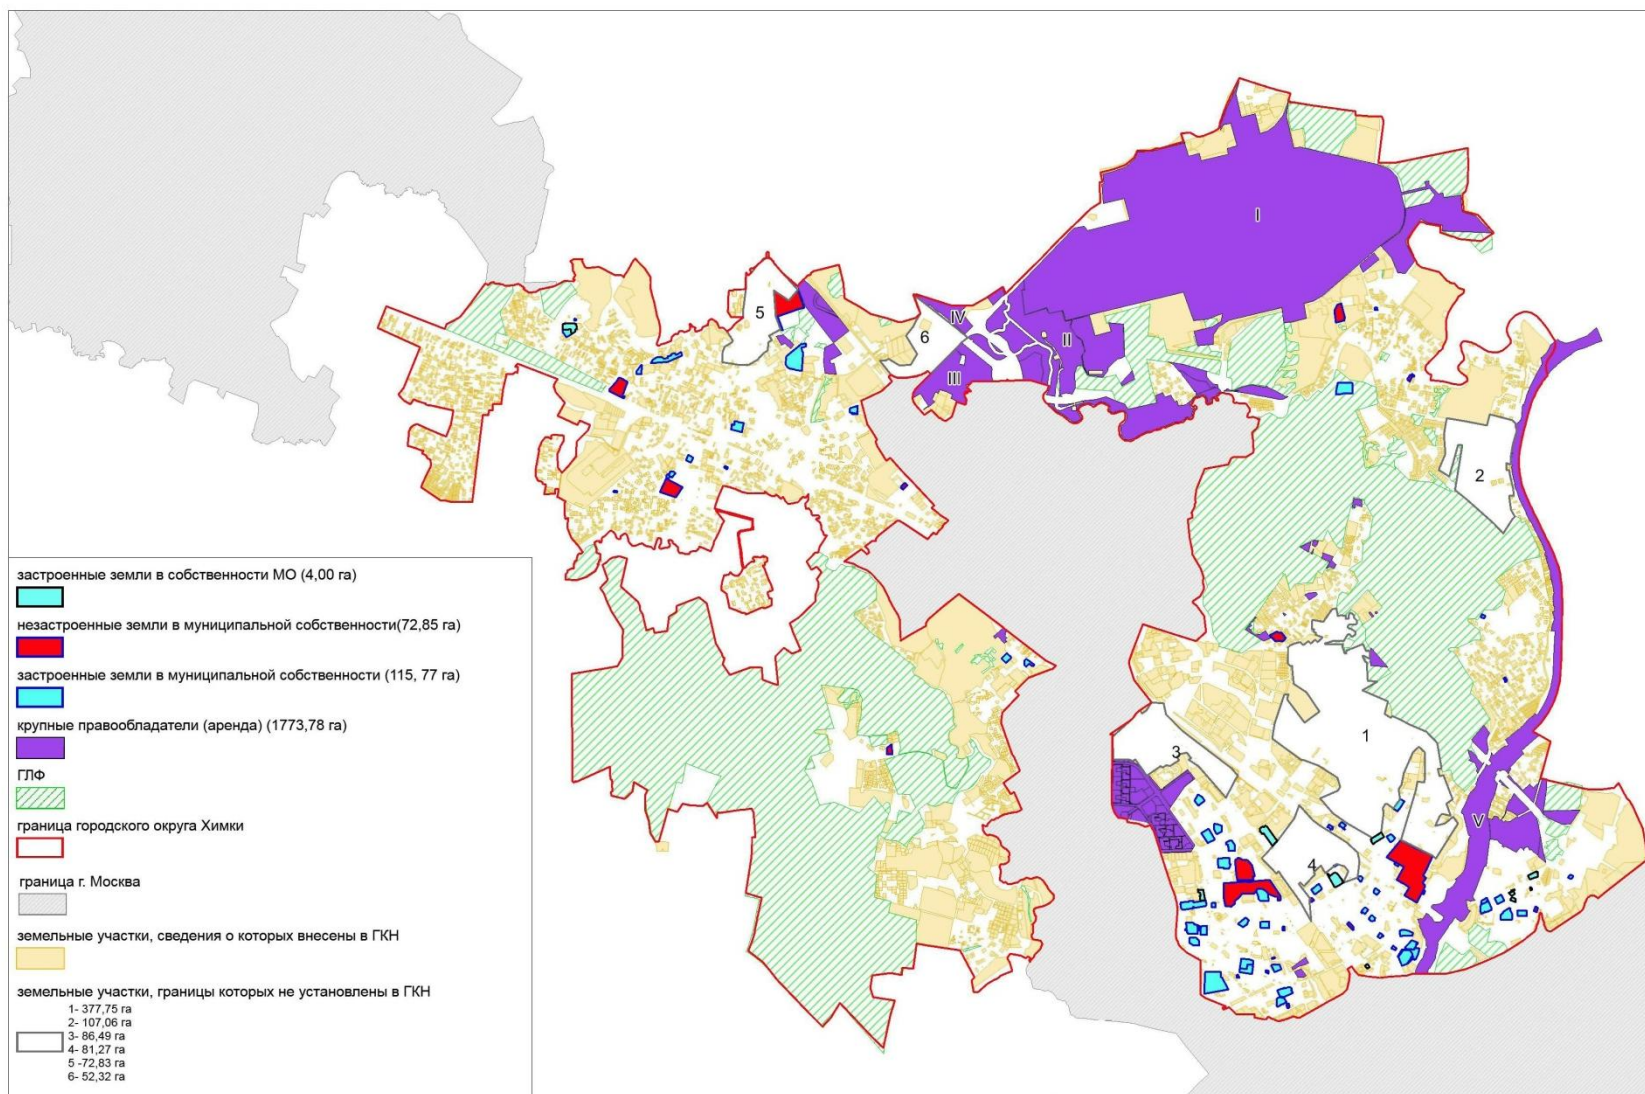 I
5
IV
II
6
III
2
1
3
V
4
застроенные земли в собственности МО (4,00 га)
незастроенные земли в муниципальной собственности(72,85 га)
застроенные земли в муниципальной собственности (115, 77 га)
крупные правообладатели (аренда) (1773,78 га)
ГЛФ
граница городского округа Химки
граница г. Москва
земельные участки, сведения о которых внесены в ГКН
земельные участки, границы которых не установлены в ГКН
1- 377,75 га
2- 107,06 га
3- 86,49 га
4- 81,27 га
5 -72,83 га
6- 52,32 га